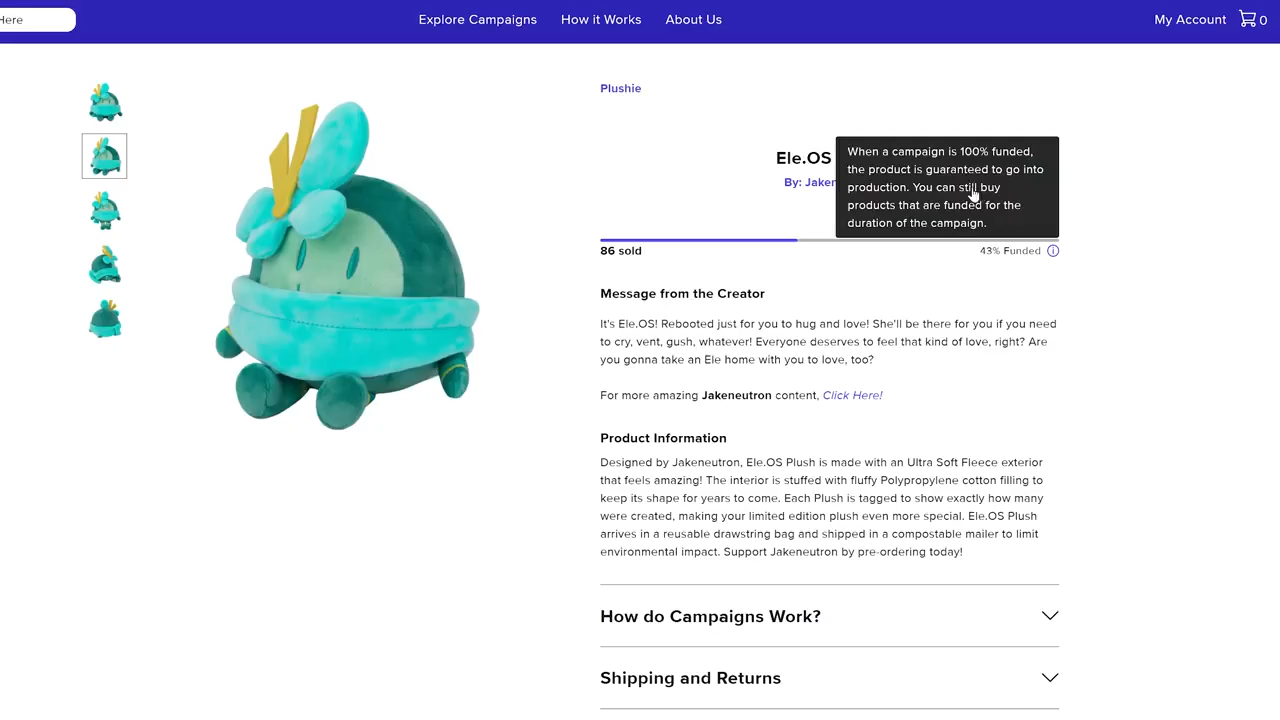 Here
Explore Campaigns
How it Works
About Us
My Account
0
Plushie
Ele.OS
By: Jaken
When a campaign is 100% funded,
the product is guaranteed to go into
production. You can still buy
products that are funded for the
duration of the campaign.
86 sold
43% Funded
Message from the Creator
It's Ele.OS! Rebooted just for you to hug and love! She'll be there for you if you need
to cry, vent, gush, whatever! Everyone deserves to feel that kind of love, right? Are
you gonna take an Ele home with you to love, too?
For more amazing Jakeneutron content, Click Here!
Product Information
Designed by Jakeneutron, Ele.OS Plush is made with an Ultra Soft Fleece exterior
that feels amazing! The interior is stuffed with fluffy Polypropylene cotton filling to
keep its shape for years to come. Each Plush is tagged to show exactly how many
were created, making your limited edition plush even more special. Ele.OS Plush
arrives in a reusable drawstring bag and shipped in a compostable mailer to limit
environmental impact. Support Jakeneutron by pre-ordering today!
How do Campaigns Work?
Shipping and Returns